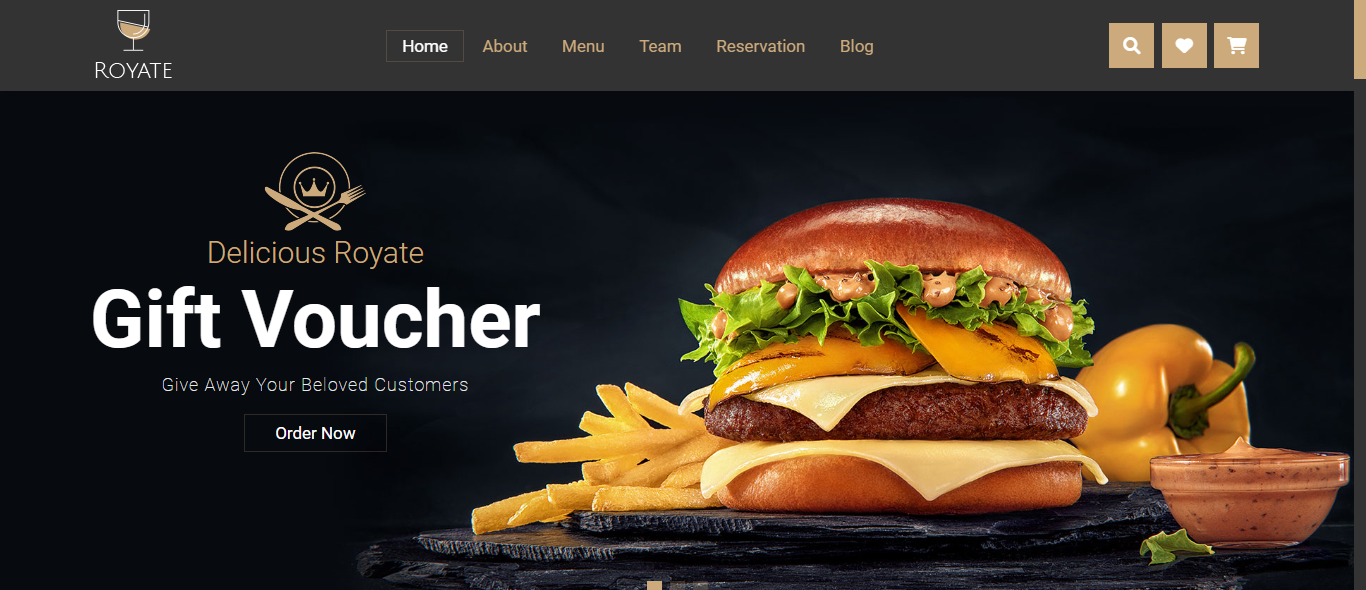 ROYATE
Home About Menu Team Reservation Blog
Delicious Royate
Gift Voucher
Give Away Your Beloved Customers
Order Now